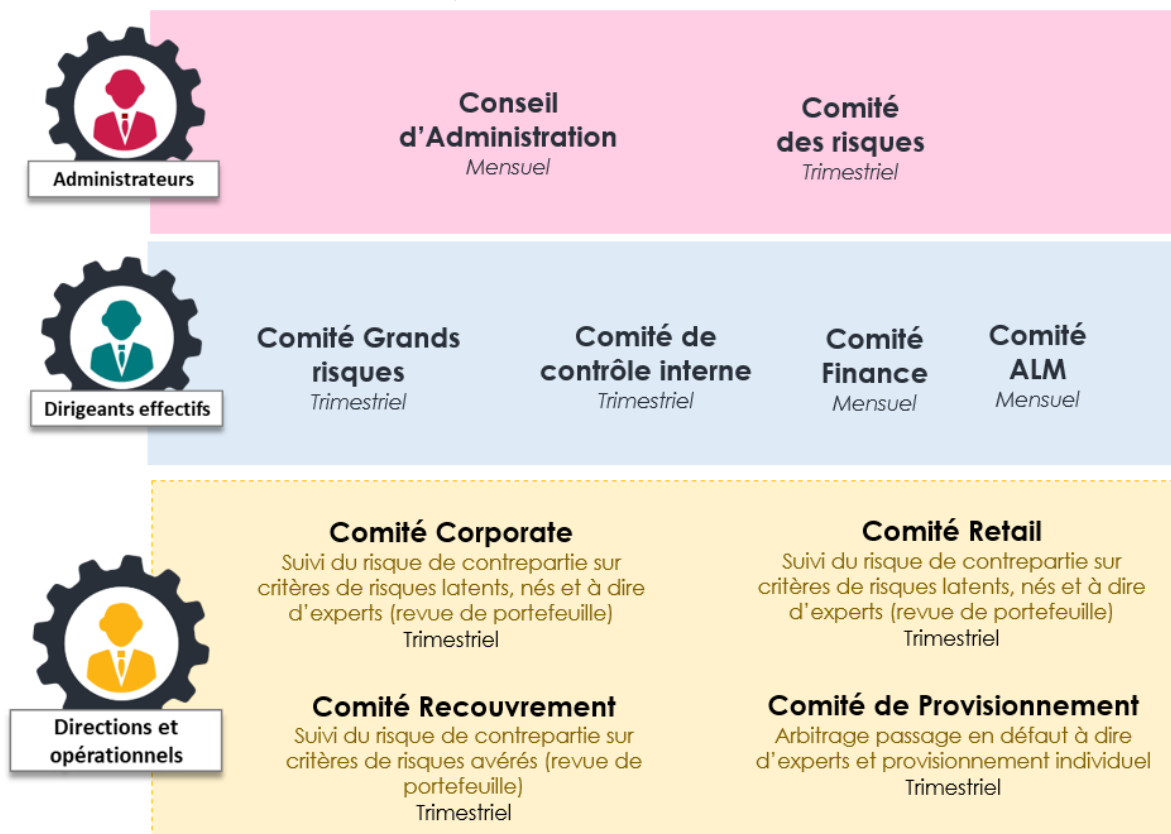 Administrateurs
Conseil
d'Administration
Mensuel
Comité
des risques
Trimestriel
Dirigeants effectifs
Comité Grands
risques
Trimestriel
Comité de
contrôle interne
Trimestriel
Comité
Finance
Mensuel
Comité
ALM
Mensuel
Directions et
opérationnels
Comité Corporate
Suivi du risque de contrepartie sur
critères de risques latents, nés et à dire
d'experts (revue de portefeuille)
Trimestriel
Comité Retail
Suivi du risque de contrepartie sur
critères de risques latents, nés et à dire
d'experts (revue de portefeuille)
Trimestriel
Comité Recouvrement
Suivi du risque de contrepartie sur
critères de risques avérés (revue de
portefeuille)
Trimestriel
Comité de Provisionnement
Arbitrage passage en défaut à dire
d'experts et provisionnement individuel
Trimestriel